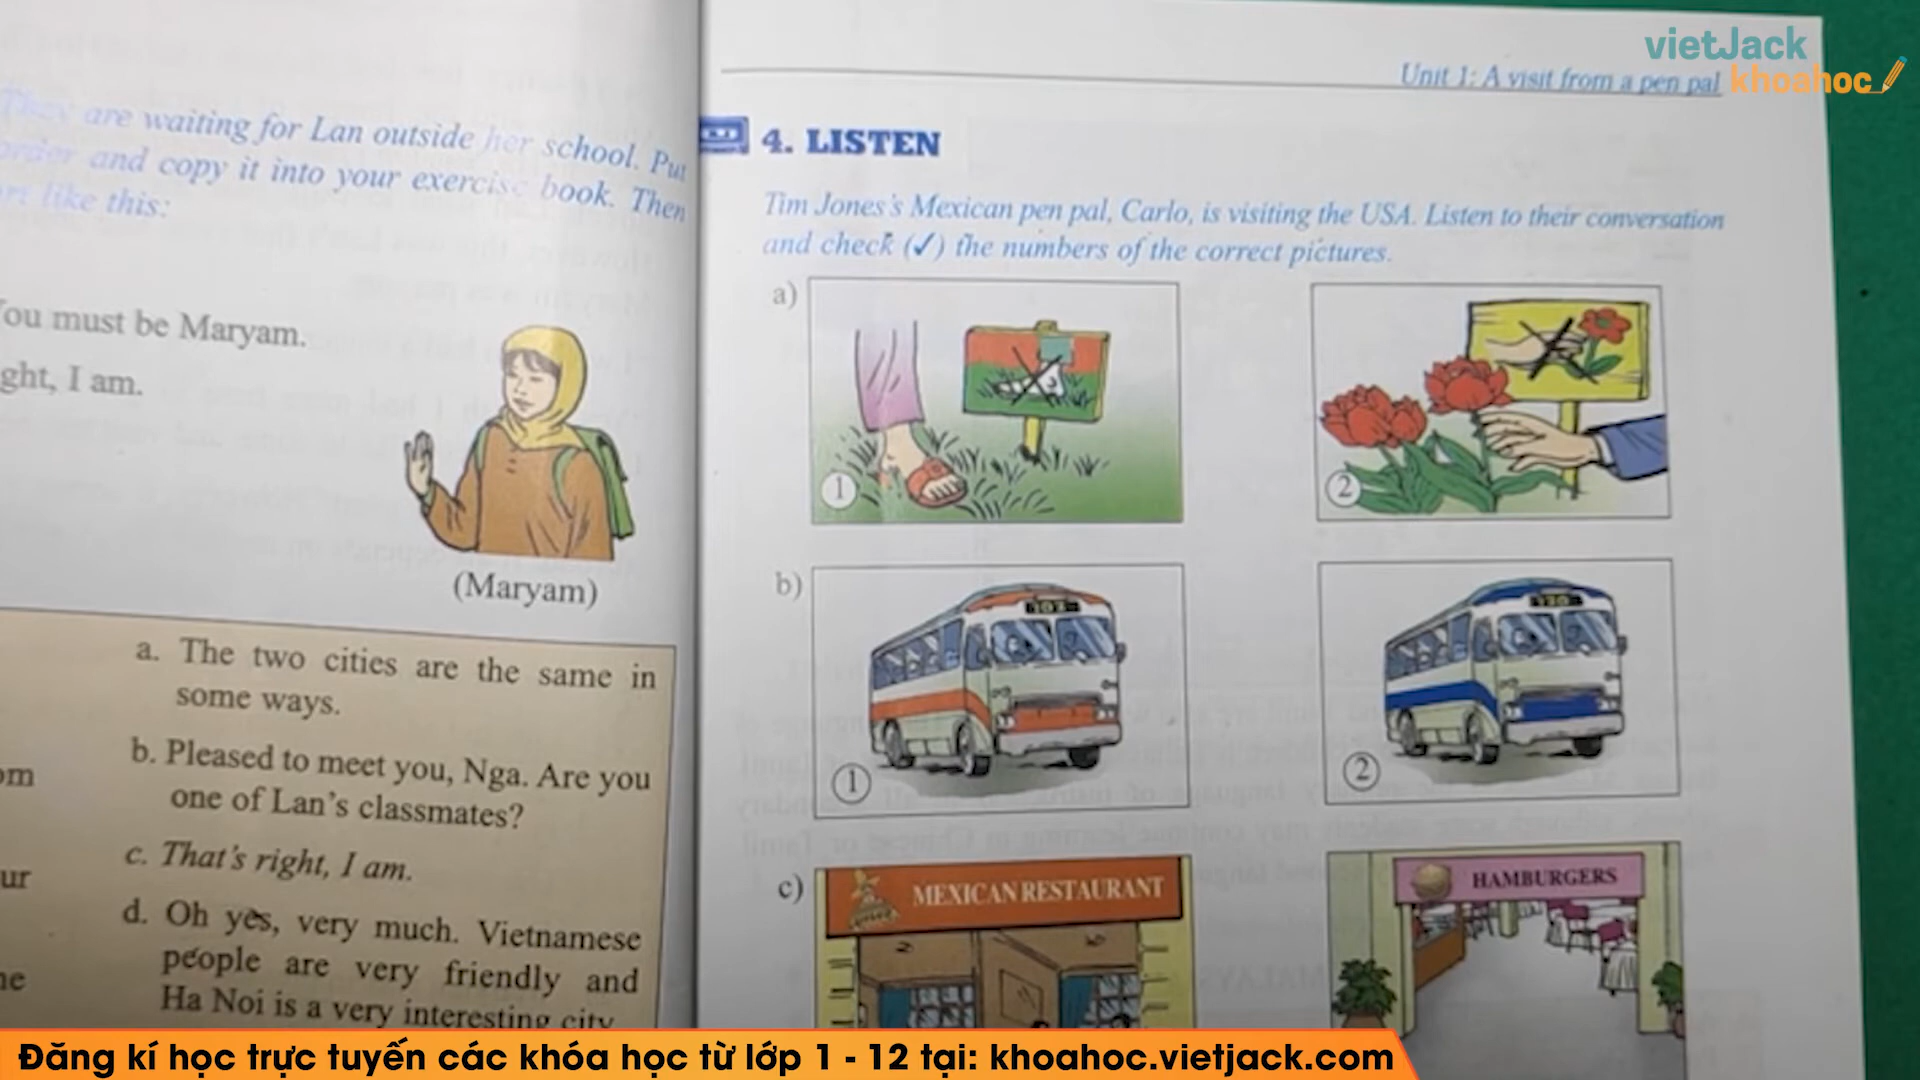 They are waiting for Lan outside her school. Put
order and copy it into your exercise book. Then
like this:
You must be Maryam.
I am.
(Maryam)
a. The two cities are the same in
some ways.
b. Pleased to meet you, Nga. Are you
one of Lan's classmates?
c. That's right, I am.
d. Oh yes, very much. Vietnamese
people are very friendly and
Ha Noi is a very interesting city
vietJack
khoahoc
Unit 1: A visit from a pen pal
4. LISTEN
Tim Jones's Mexican pen pal, Carlo, is visiting the USA. Listen to their conversation
and check (✓) the numbers of the correct pictures.
a)
1
2
b)
103
130
1
2
c)
MEXICAN RESTAURANT
HAMBURGERS
Đăng kí học trực tuyến các khóa học từ lớp 1 - 12 tại: khoahoc.vietjack.com